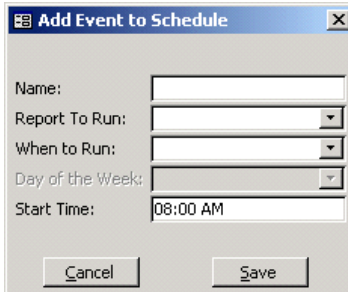 Add Event to Schedule
Name:
Report To Run:
When to Run:
Day of the Week:
Start Time: 08:00 AM
Cancel Save